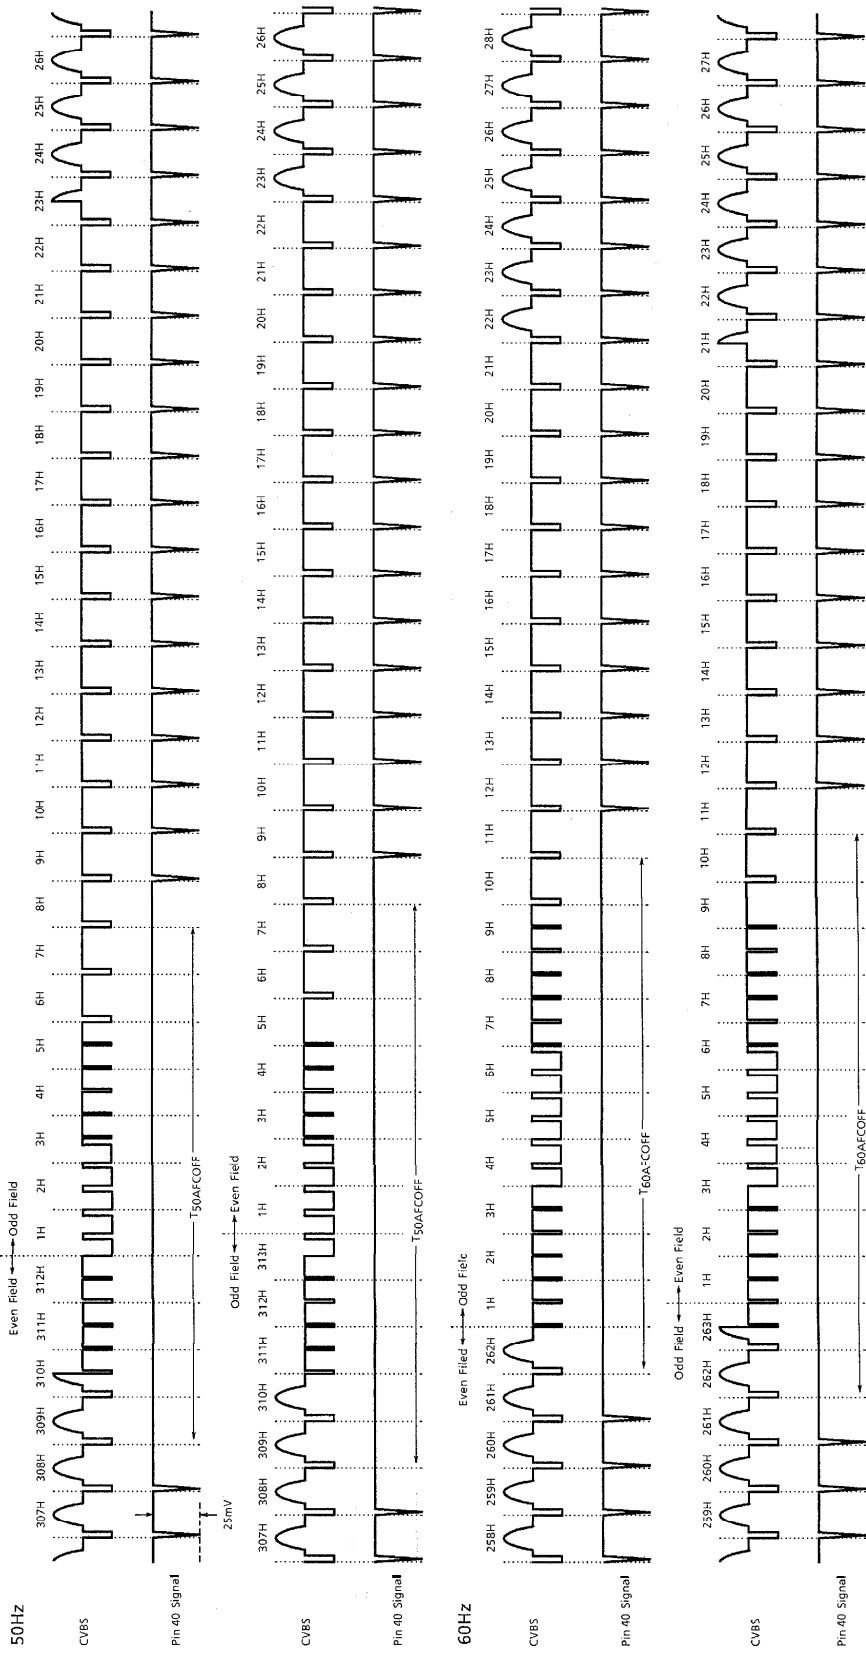 50Hz
Even Field Odd Field
307H 308H 309H 310H 311H 312H 1H 2H 3H 4H 5H 6H 7H 8H 9H 10H 11H 12H 13H 14H 15H 16H 17H 18H 19H 20H 21H 22H 23H 24H 25H 26H
CVBS
Pin 40 Signal
25mV
T50AFCOFF
Odd Field Even Field
307H 308H 309H 310H 311H 312H 313H 1H 2H 3H 4H 5H 6H 7H 8H 9H 10H 11H 12H 13H 14H 15H 16H 17H 18H 19H 20H 21H 22H 23H 24H 25H 26H
CVBS
Pin 40 Signal
T50AFCOFF
60Hz
Even Filed Odd Field
258H 259H 260H 261H 262H 1H 2H 3H 4H 5H 6H 7H 8H 9H 10H 11H 12H 13H 14H 15H 16H 17H 18H 19H 20H 21H 22H 23H 24H 25H 26H 27H 28H
CVBS
Pin 40 Signal
T60AFCOFF
Odd Field Even Field
259H 260H 261H 262H 263H 1H 2H 3H 4H 5H 6H 7H 8H 9H 10H 11H 12H 13H 14H 15H 16H 17H 18H 19H 20H 21H 22H 23H 24H 25H 26H 27H
CVBS
Pin 40 Signal
T60AFCOFF